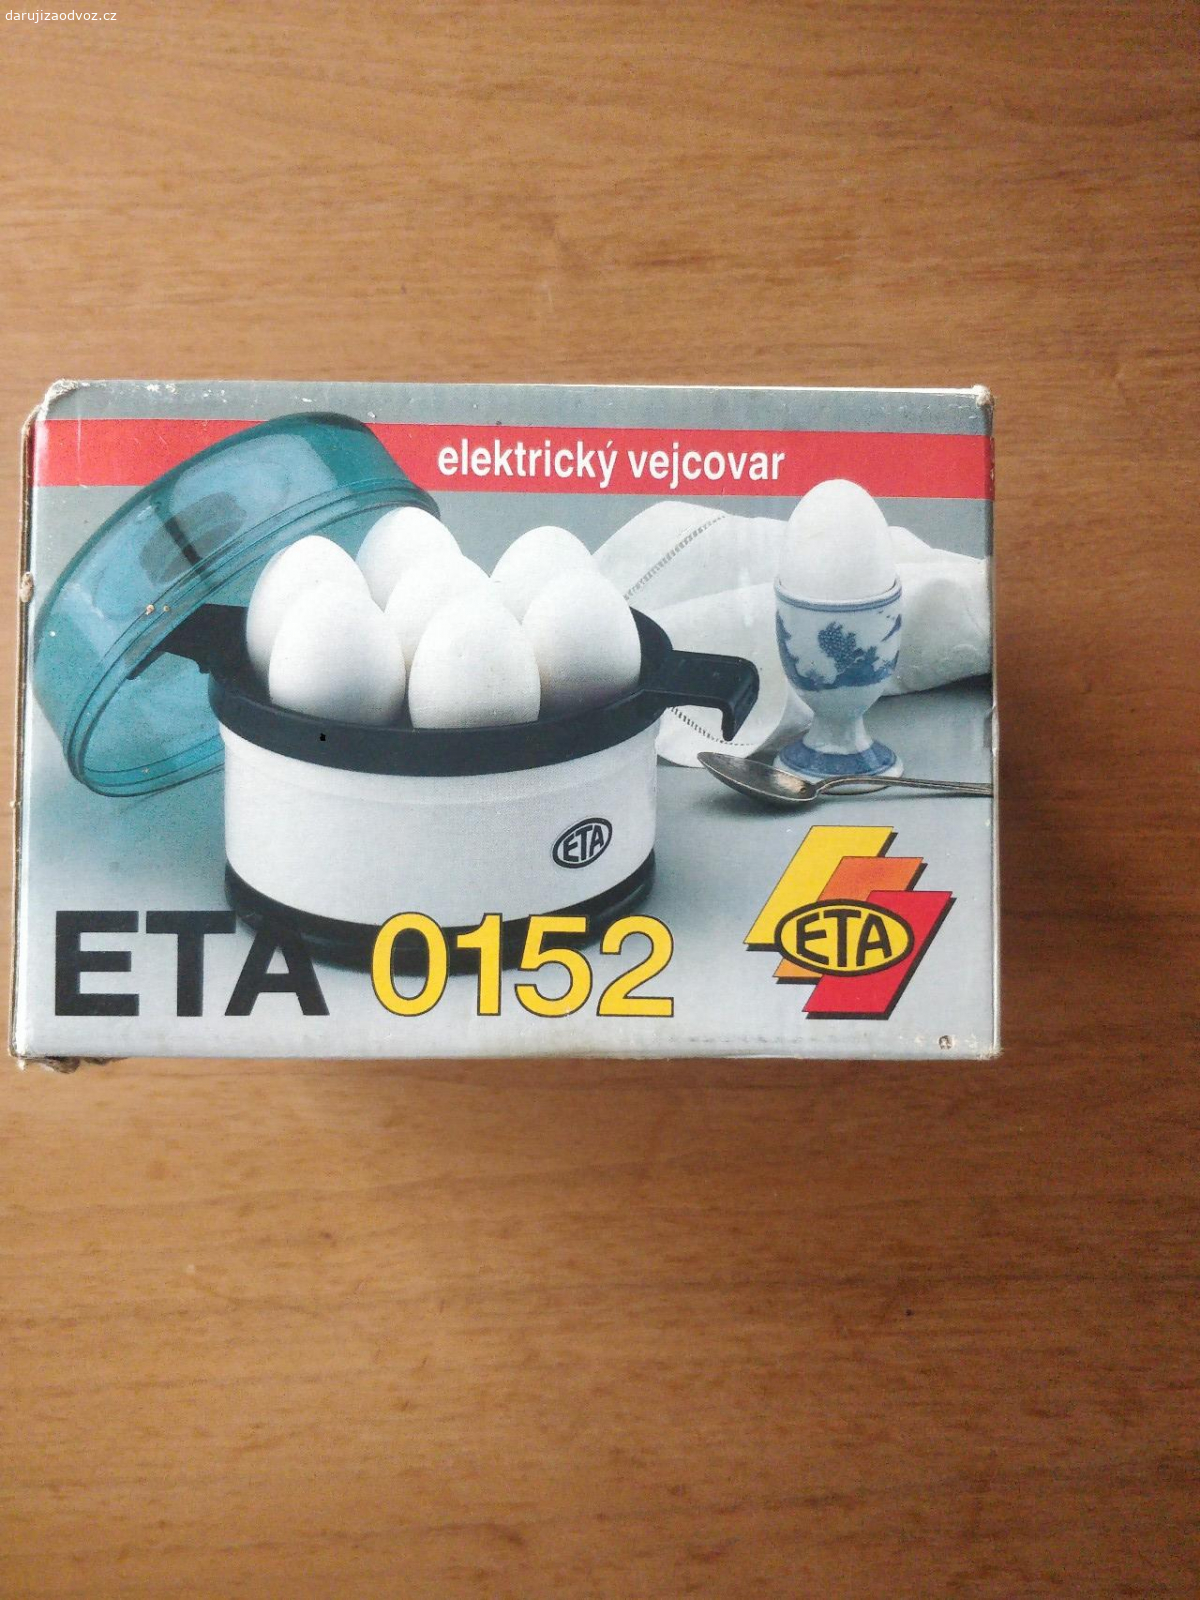 darujizaodvoz.cz
elektrický vejcovar
ETA
ETA
ETA 0152